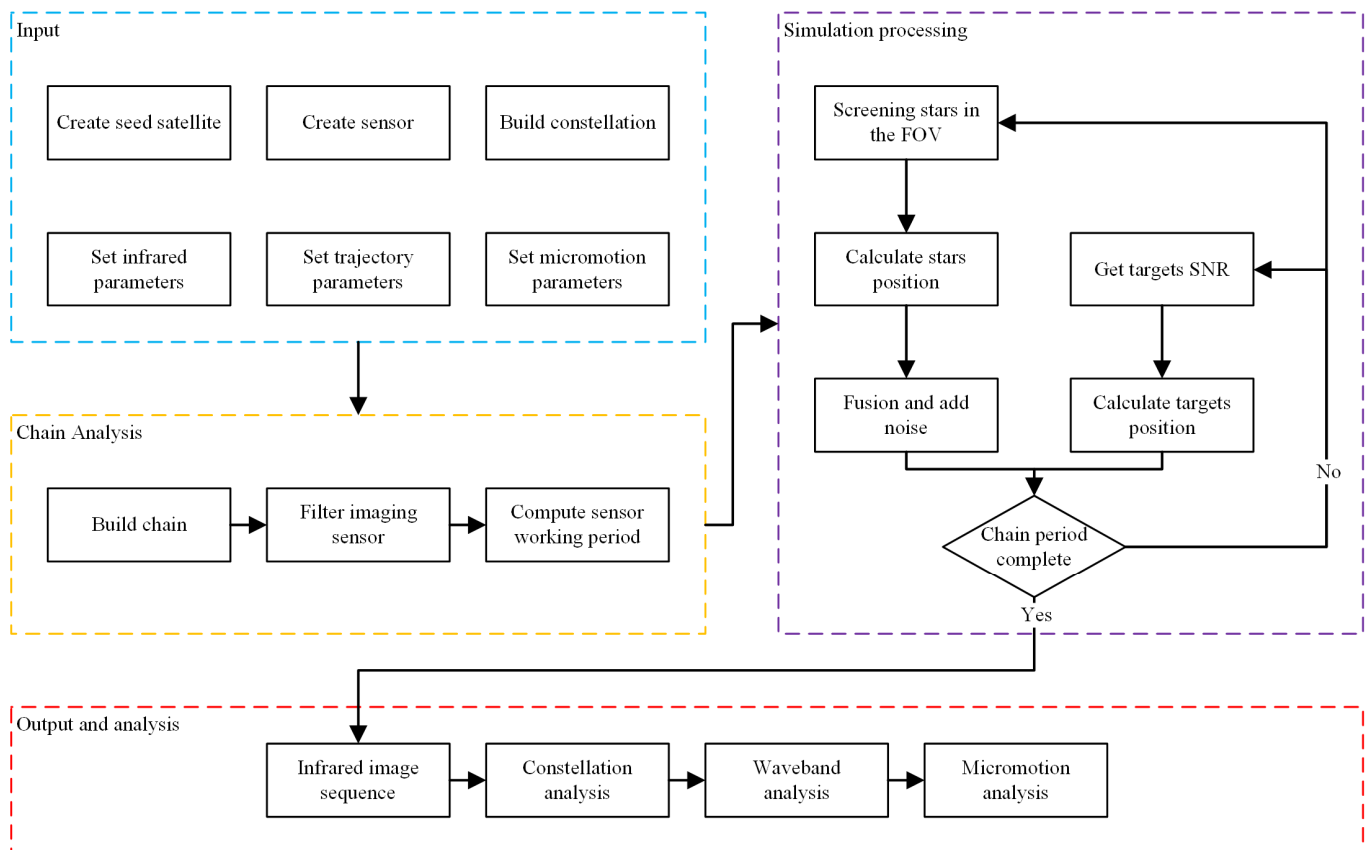 Input
Create seed satellite
Create sensor
Build constellation
Set infrared
parameters
Set trajectory
parameters
Set micromotion
parameters
Chain Analysis
Build chain
Filter imaging
sensor
Compute sensor
working period
Simulation processing
Screening stars in
the FOV
Calculate stars
position
Get targets SNR
Fusion and add
noise
Calculate targets
position
No
Chain period
complete
Yes
Output and analysis
Infrared image
sequence
Constellation
analysis
Waveband
analysis
Micromotion
analysis